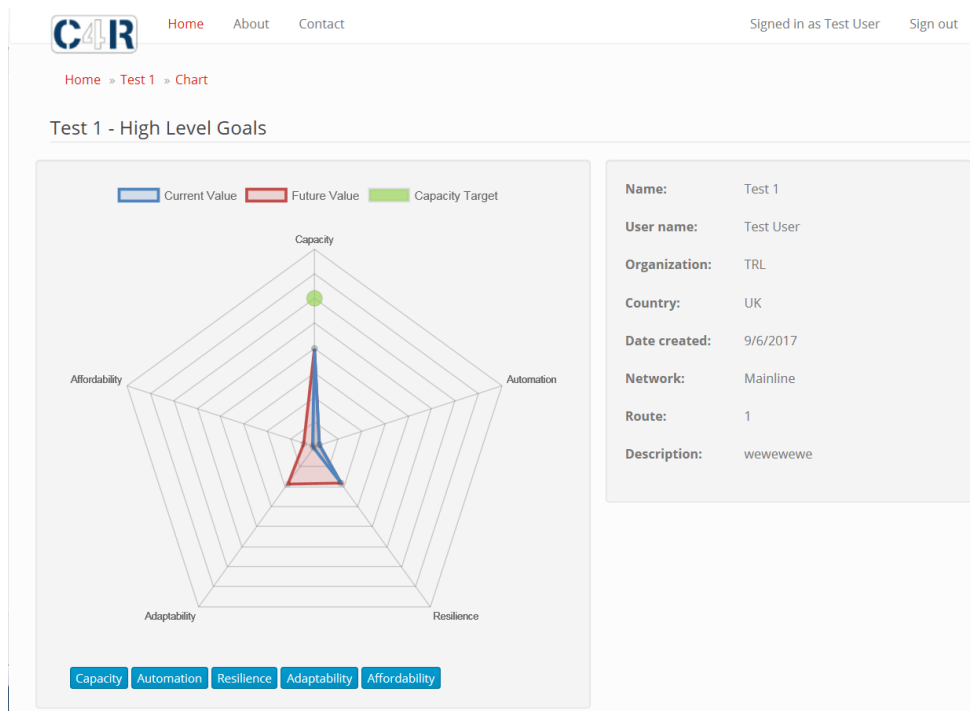 C4R Home About Contact Signed in as Test User Sign out
Home » Test 1 » Chart
Test 1 - High Level Goals
Current Value Future Value Capacity Target
Capacity
Affordability
Automation
Adaptability
Resilience
Capacity Automation Resilience Adaptability Affordability
Name: Test 1
User name: Test User
Organization: TRL
Country: UK
Date created: 9/6/2017
Network: Mainline
Route: 1
Description: wewewewe